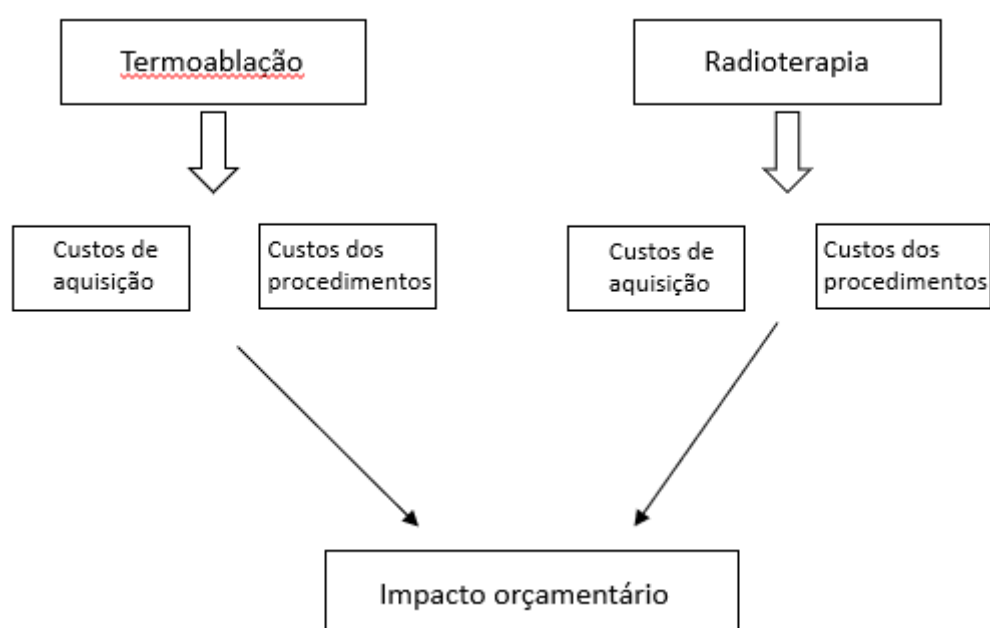 Termoablação
Radioterapia
Custos de
aquisição
Custos dos
procedimentos
Custos de
aquisição
Custos dos
procedimentos
Impacto orçamentário